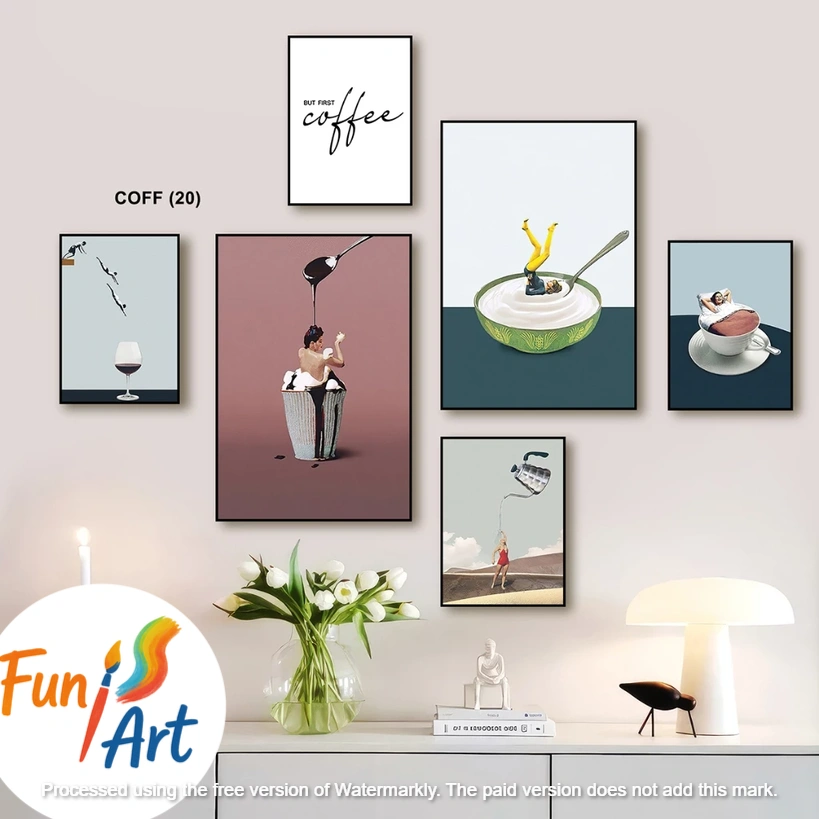 BUT FIRST
coffee
COFF (20)
Fun is
Art
Processed using the free version of Watermarkly. The paid version does not add this mark.